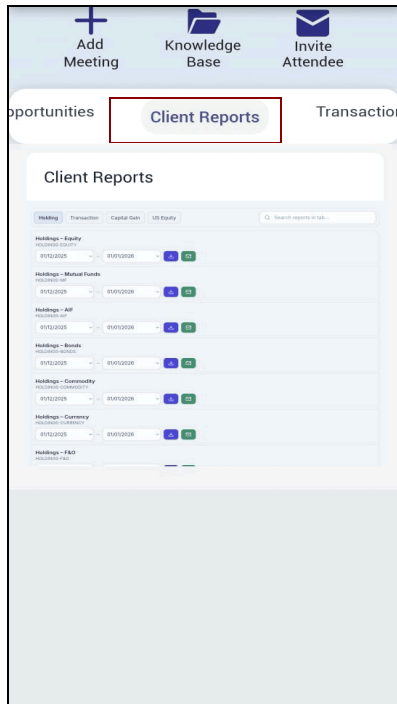 Add Meeting
Knowledge Base
Invite Attendee
pportunities
Client Reports
Transaction
Client Reports
Holding
Transaction
Capital Gain
US Equity
Search reports in tab...
Holdings – Equity
HOLDINGS-EQUITY
01/12/2025 - 01/01/2026
Holdings – Mutual Funds
HOLDINGS-MF
01/12/2025 - 01/01/2026
Holdings – AIF
HOLDINGS-AIF
01/12/2025 - 01/01/2026
Holdings – Bonds
HOLDINGS-BONDS
01/12/2025 - 01/01/2026
Holdings – Commodity
HOLDINGS-COMMODITY
01/12/2025 - 01/01/2026
Holdings – Currency
HOLDINGS-CURRENCY
01/12/2025 - 01/01/2026
Holdings – F&O
HOLDINGS-F&O